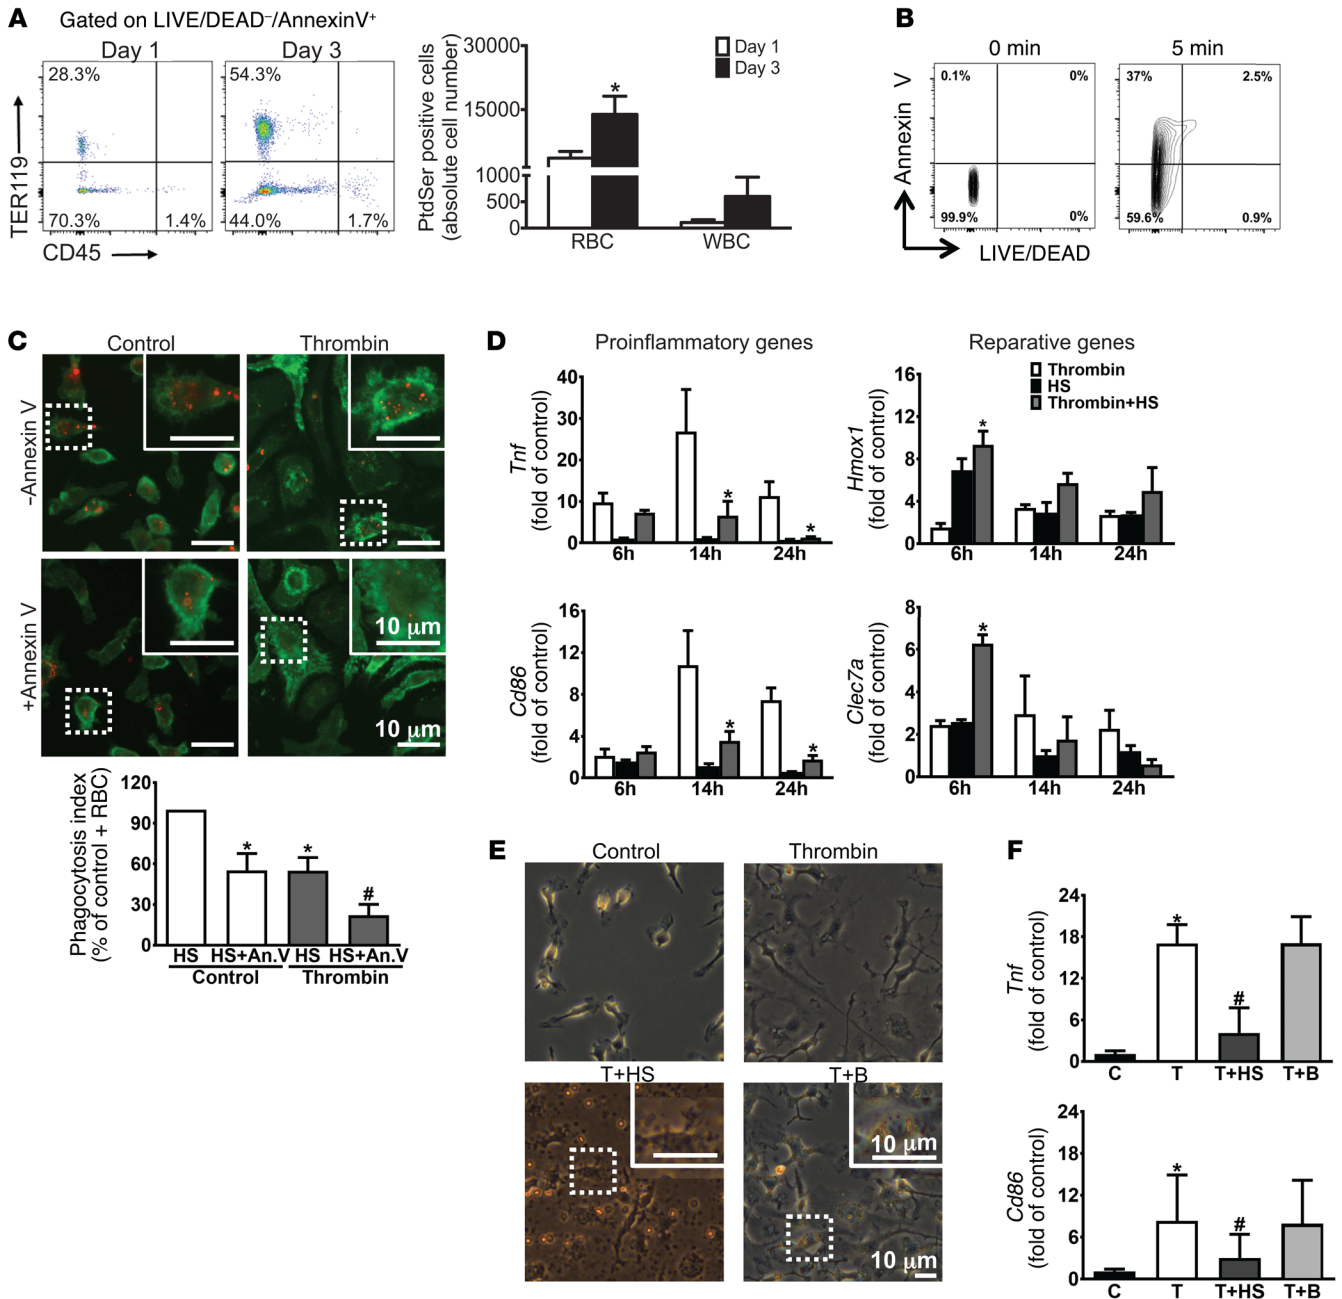 A
Gated on LIVE/DEAD⁻/AnnexinV⁺
Day 1
Day 3
28.3%
54.3%
70.3%
1.4%
44.0%
1.7%
TER119
CD45
PtdSer positive cells
(absolute cell number)
30000
15000
1000
500
0
Day 1
Day 3
*
RBC
WBC
B
0 min
5 min
0.1%
0%
37%
2.5%
99.9%
0%
59.6%
0.9%
Annexin V
LIVE/DEAD
C
Control
Thrombin
–Annexin V
+Annexin V
10 μm
10 μm
Phagocytosis index
(% of control + RBC)
120
90
60
30
0
*
*
#
HS
HS+An.V
HS
HS+An.V
Control
Thrombin
D
Proinflammatory genes
Reparative genes
Tnf
(fold of control)
40
30
20
10
0
*
*
6h
14h
24h
Hmox1
(fold of control)
16
12
8
4
0
Thrombin
HS
Thrombin+HS
*
6h
14h
24h
Cd86
(fold of control)
16
12
8
4
0
*
*
6h
14h
24h
Clec7a
(fold of control)
8
6
4
2
0
*
6h
14h
24h
E
Control
Thrombin
T+HS
T+B
10 μm
10 μm
F
Tnf
(fold of control)
24
18
12
6
0
*
#
C
T
T+HS
T+B
Cd86
(fold of control)
24
18
12
6
0
*
#
C
T
T+HS
T+B